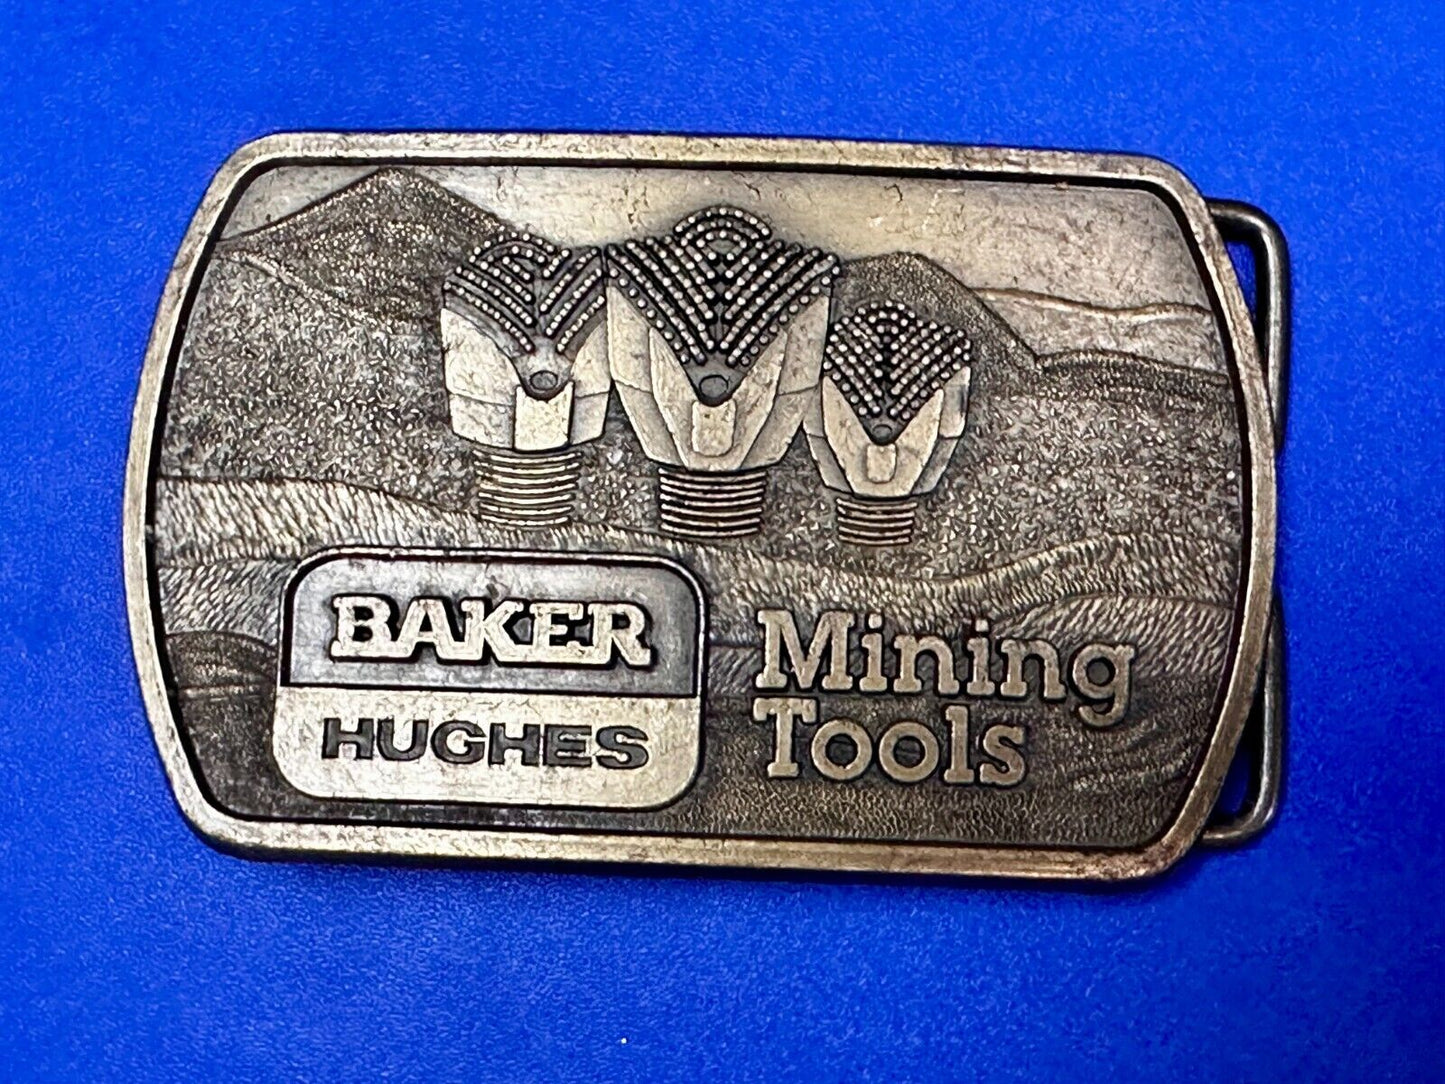 BAKER
HUGHES
Mining
Tools